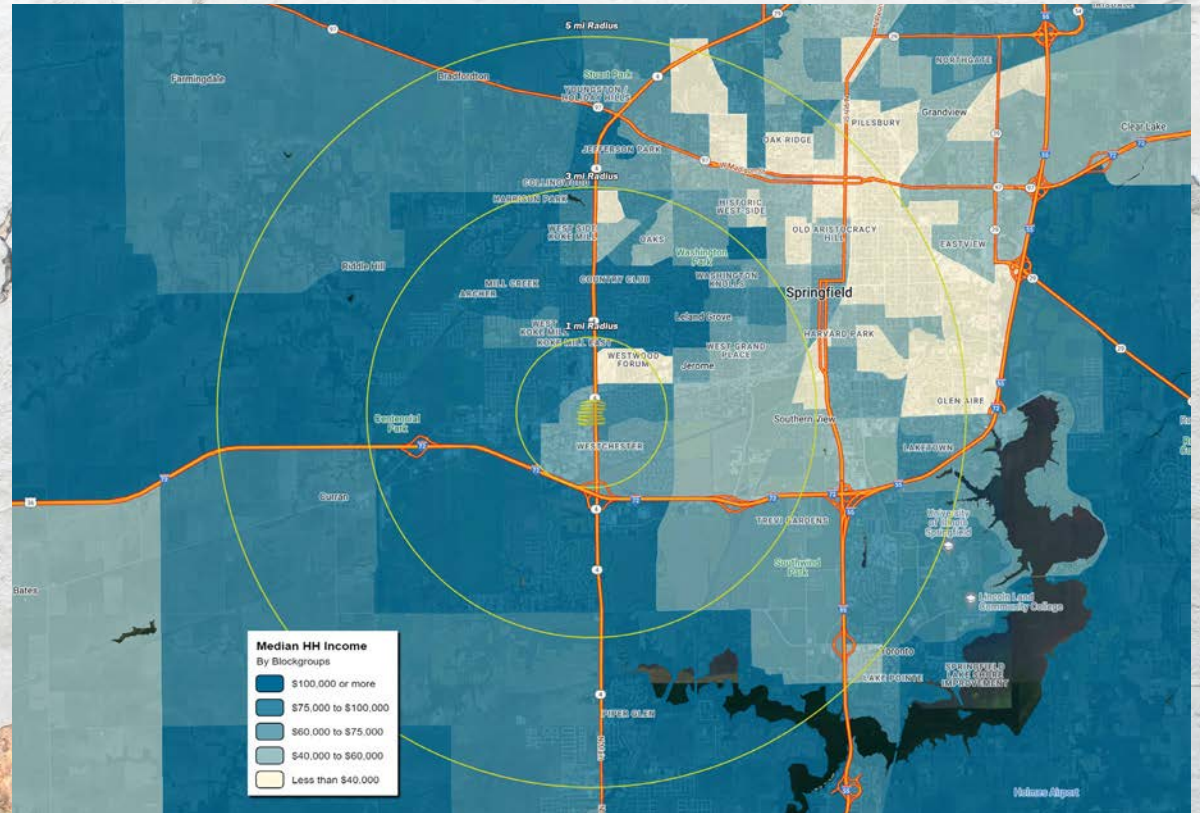 5 mi Radius
Farmingdale
Bradfordton
Stuart Park
YOUNGSTON /
HOLIDAY HILLS
NORTHGATE
Grandview
PILLSBURY
Clear Lake
OAK RIDGE
JEFFERSON PARK
3 mi Radius
COLLINGWOOD
HARRISON PARK
HISTORIC
WEST SIDE
WEST SIDE
KOKE MILL
OAKS
OLD ARISTOCRACY
HILL
EASTVIEW
Washington
Park
Riddle Hill
MILL CREEK
ARCHER
COUNTRY CLUB
WASHINGTON
KNOLLS
Springfield
Leland Grove
1 mi Radius
WEST
KOKE MILL
KOKE MILL EAST
HARVARD PARK
WEST GRAND
PLACE
WESTWOOD
FORUM
Jerome
GLEN AIRE
Centennial
Park
Southern View
WESTCHESTER
LAKETOWN
Curran
TREVI GARDENS
University
of Illinois
Springfield
Southwind
Park
Bates
Lincoln Land
Community College
Toronto
LAKE POINTE
SPRINGFIELD
LAKE SHORE
IMPROVEMENT
PIPER GLEN
Holmes Airport
Median HH Income
By Blockgroups
$100,000 or more
$75,000 to $100,000
$60,000 to $75,000
$40,000 to $60,000
Less than $40,000